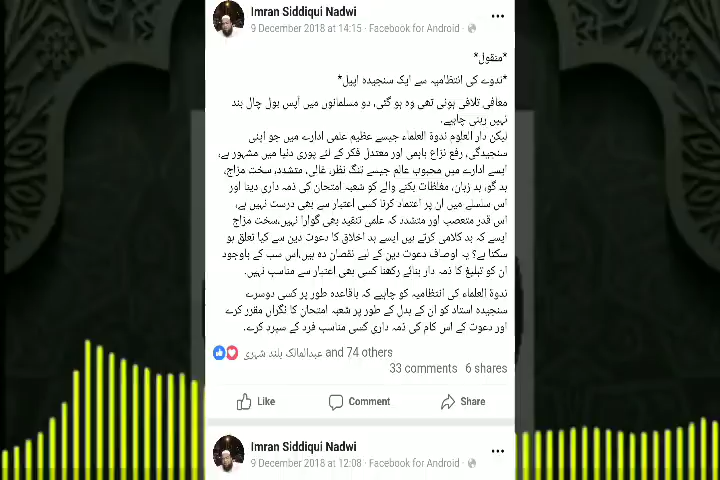 Imran Siddiqui Nadwi
9 December 2018 at 14:15 · Facebook for Android ·
*منقول*
*ندوے کی انتظامیہ سے ایک سنجیدہ اپیل*
معافی تلافی ہونی تھی وہ ہو گئی، دو مسلمانوں میں آپس بول چال بند
نہیں رہنی چاہیے.
لیکن دار العلوم ندوۃ العلماء جیسے عظیم علمی ادارے میں جو اپنی
سنجیدگی، رفع نزاع باہمی اور معتدل فکر کے لئے پوری دنیا میں مشہور ہے،
ایسے ادارے میں محبوب عالم جیسے تنگ نظر، غالی، متشدد، سخت مزاج،
بد گو، بد زبان، مغلظات بکنے والے کو شعبہ امتحان کی ذمہ داری دینا اور
اس سلسلے میں ان پر اعتماد کرنا کسی اعتبار سے بھی درست نہیں ہے،
اس قدر متعصب اور متشدد کہ علمی تنقید بھی گوارا نہیں،سخت مزاج
ایسے کہ بد کلامی کرتے ہیں ایسے بد اخلاق کا دعوت دین سے کیا تعلق ہو
سکتا ہے؟ یہ اوصاف دعوت دین کے لیے نقصان دہ ہیں،اس سب کے باوجود
ان کو تبلیغ کا ذمہ دار بنائے رکھنا کسی بھی اعتبار سے مناسب نہیں.
ندوۃ العلماء کی انتظامیہ کو چاہیے کہ باقاعدہ طور پر کسی دوسرے
سنجیدہ استاد کو ان کے بدل کے طور پر شعبہ امتحان کا نگراں مقرر کرے
اور دعوت کے اس کام کی ذمہ داری کسی مناسب فرد کے سپرد کرے.
عبدالمالک بلند شہری and 74 others
33 comments 6 shares
Like Comment Share
Imran Siddiqui Nadwi
9 December 2018 at 12:08 · Facebook for Android ·